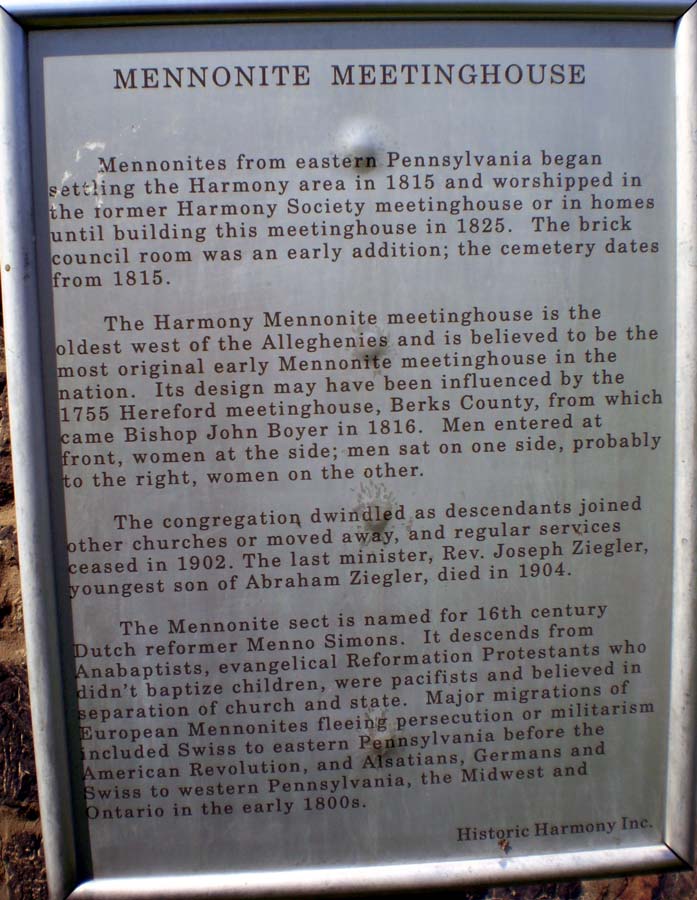 MENNONITE MEETINGHOUSE
Mennonites from eastern Pennsylvania began
settling the Harmony area in 1815 and worshipped in
the former Harmony Society meetinghouse or in homes
until building this meetinghouse in 1825. The brick
council room was an early addition; the cemetery dates
from 1815.
The Harmony Mennonite meetinghouse is the
oldest west of the Alleghenies and is believed to be the
most original early Mennonite meetinghouse in the
nation. Its design may have been influenced by the
1755 Hereford meetinghouse, Berks County, from which
came Bishop John Boyer in 1816. Men entered at
front, women at the side; men sat on one side, probably
to the right, women on the other.
The congregation dwindled as descendants joined
other churches or moved away, and regular services
ceased in 1902. The last minister, Rev. Joseph Ziegler,
youngest son of Abraham Ziegler, died in 1904.
The Mennonite sect is named for 16th century
Dutch reformer Menno Simons. It descends from
Anabaptists, evangelical Reformation Protestants who
didn't baptize children, were pacifists and believed in
separation of church and state. Major migrations of
European Mennonites fleeing persecution or militarism
included Swiss to eastern Pennsylvania before the
American Revolution, and Alsatians, Germans and
Swiss to western Pennsylvania, the Midwest and
Ontario in the early 1800s.
Historic Harmony Inc.